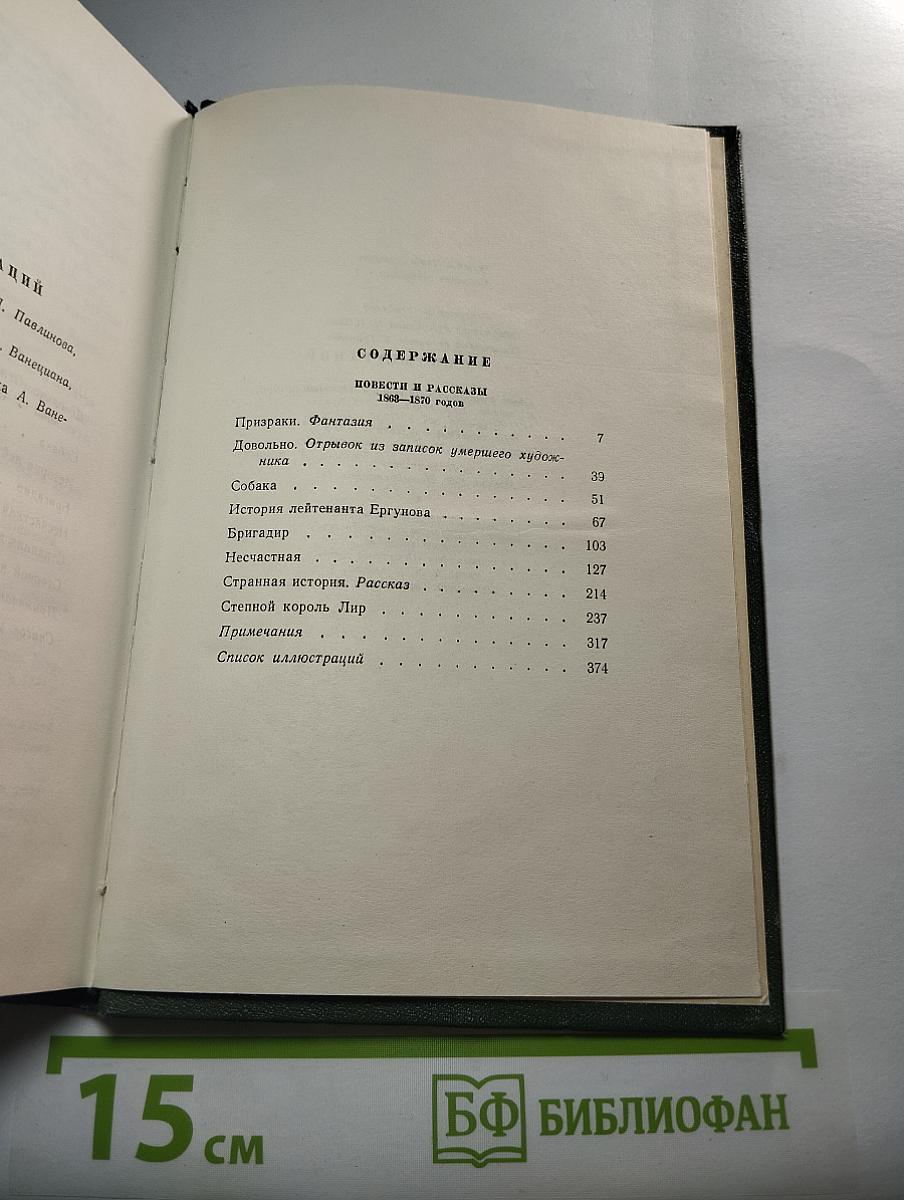 АЦИЙ
Павлинова,
Ванециана,
А. Ване-
СОДЕРЖАНИЕ
ПОВЕСТИ И РАССКАЗЫ
1863—1870 годов
Призраки. Фантазия . . . . . . . . . . . 7
Довольно. Отрывок из записок умершего худож-
ника . . . . . . . . . . . . . . 39
Собака . . . . . . . . . . . . . . 51
История лейтенанта Ергунова . . . . . . . . 67
Бригадир . . . . . . . . . . . . . 103
Несчастная . . . . . . . . . . . . . 127
Странная история. Рассказ . . . . . . . . . 214
Степной король Лир . . . . . . . . . . . 237
Примечания . . . . . . . . . . . . . 317
Список иллюстраций . . . . . . . . . . . 374
15 см
БФ БИБЛИОФАН